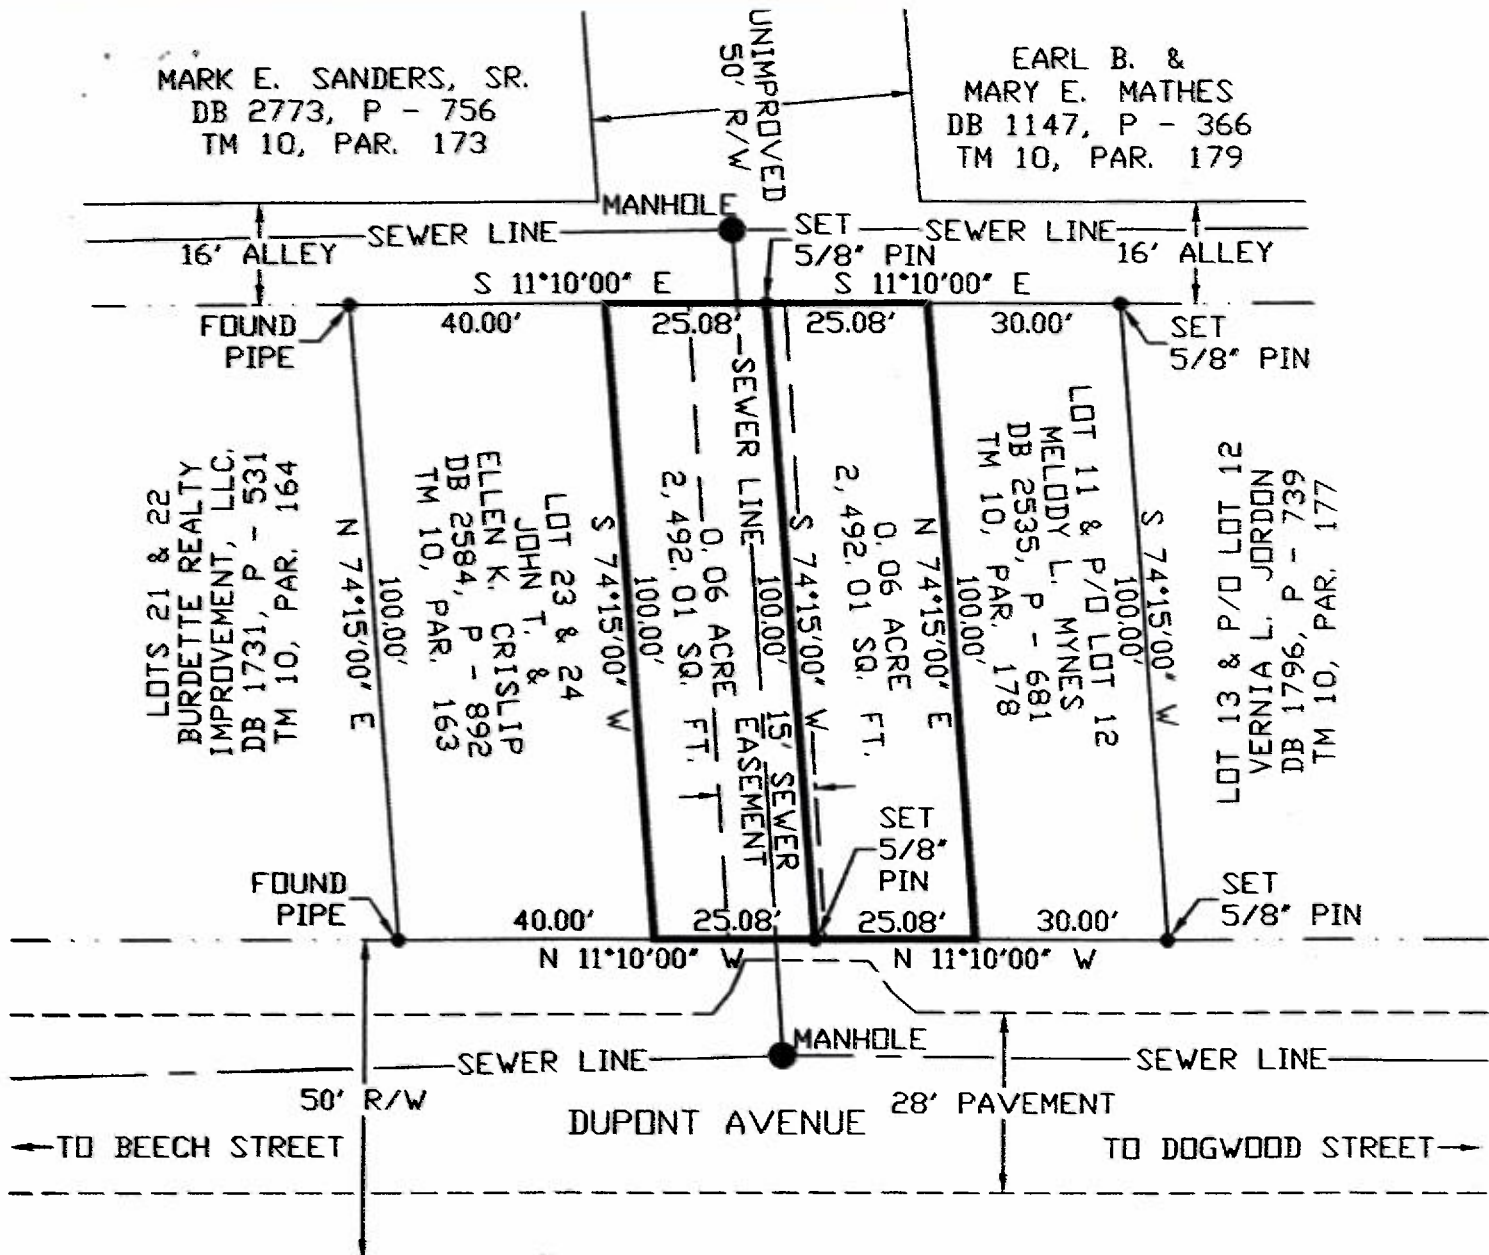 MARK E. SANDERS, SR.
DB 2773, P - 756
TM 10, PAR. 173
UNIMPROVED
50' R/W
EARL B. &
MARY E. MATHES
DB 1147, P - 366
TM 10, PAR. 179
MANHOLE
SEWER LINE
SET
5/8" PIN
SEWER LINE
16' ALLEY
16' ALLEY
S 11°10'00" E
S 11°10'00" E
FOUND
PIPE
40.00'
25.08'
25.08'
30.00'
SET
5/8" PIN
LOTS 21 & 22
BURDETTE REALTY
IMPROVEMENT, LLC,
DB 1731, P - 531
TM 10, PAR. 164
N 74°15'00" E
100.00'
LOT 23 & 24
JOHN T. &
ELLEN K. CRISLIP
DB 2584, P - 892
TM 10, PAR. 163
S 74°15'00" W
100.00'
0.06 ACRE
2,492.01 SQ. FT.
SEWER LINE
15' SEWER
EASEMENT
100.00'
S 74°15'00" W
0.06 ACRE
2,492.01 SQ. FT.
N 74°15'00" E
100.00'
LOT 11 & P/O LOT 12
MELODY L. MYNES
DB 2535, P - 681
TM 10, PAR. 178
S 74°15'00" W
100.00'
LOT 13 & P/O LOT 12
VERNIA L. JORDON
DB 1796, P - 739
TM 10, PAR. 177
FOUND
PIPE
SET
5/8"
PIN
SET
5/8" PIN
40.00'
25.08'
25.08'
30.00'
N 11°10'00" W
N 11°10'00" W
MANHOLE
SEWER LINE
SEWER LINE
50' R/W
DUPONT AVENUE
28' PAVEMENT
TO BEECH STREET
TO DOGWOOD STREET